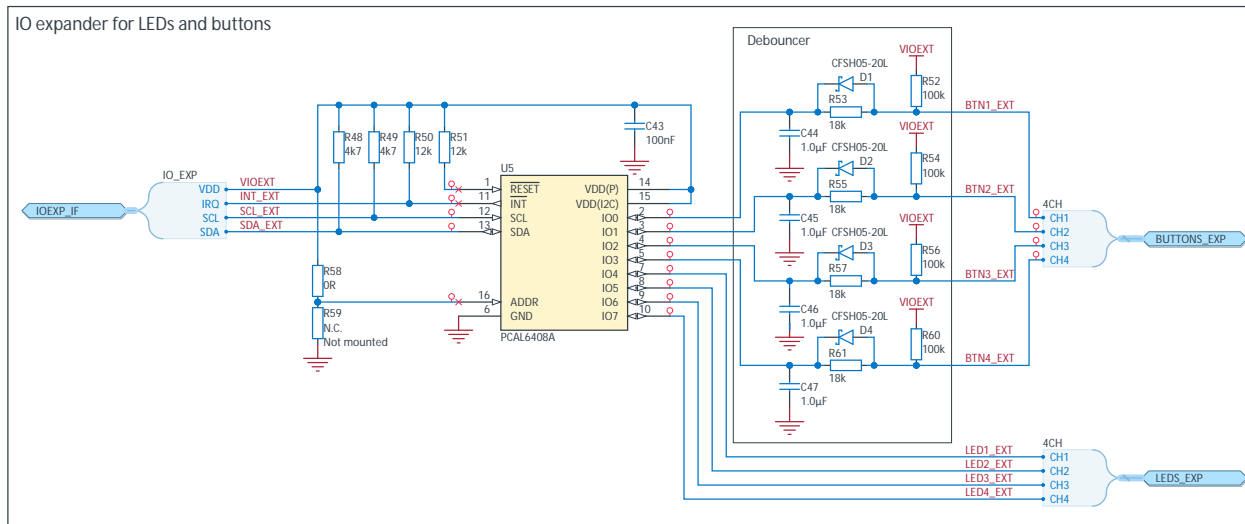 IO expander for LEDs and buttons
Debouncer
VIOEXT
CFSH05-20L
D1
R52
100k
R53
18k
BTN1_EXT
C44
1.0µF
VIOEXT
CFSH05-20L
D2
R54
100k
R55
18k
BTN2_EXT
C45
1.0µF
VIOEXT
CFSH05-20L
D3
R56
100k
R57
18k
BTN3_EXT
C46
1.0µF
VIOEXT
CFSH05-20L
D4
R60
100k
R61
18k
BTN4_EXT
C47
1.0µF
R48
4k7
R49
4k7
R50
12k
R51
12k
C43
100nF
IO_EXP
VDD
IRQ
SCL
SDA
IOEXP_IF
VIOEXT
INT_EXT
SCL_EXT
SDA_EXT
R58
0R
R59
N.C.
Not mounted
U5
1 RESET
11 INT
12 SCL
13 SDA
16 ADDR
6 GND
VDD(P) 14
VDD(I2C) 15
IO0 2
IO1 3
IO2 4
IO3 5
IO4 7
IO5 8
IO6 9
IO7 10
PCAL6408A
4CH
CH1
CH2
CH3
CH4
BUTTONS_EXP
LED1_EXT
LED2_EXT
LED3_EXT
LED4_EXT
4CH
CH1
CH2
CH3
CH4
LEDS_EXP